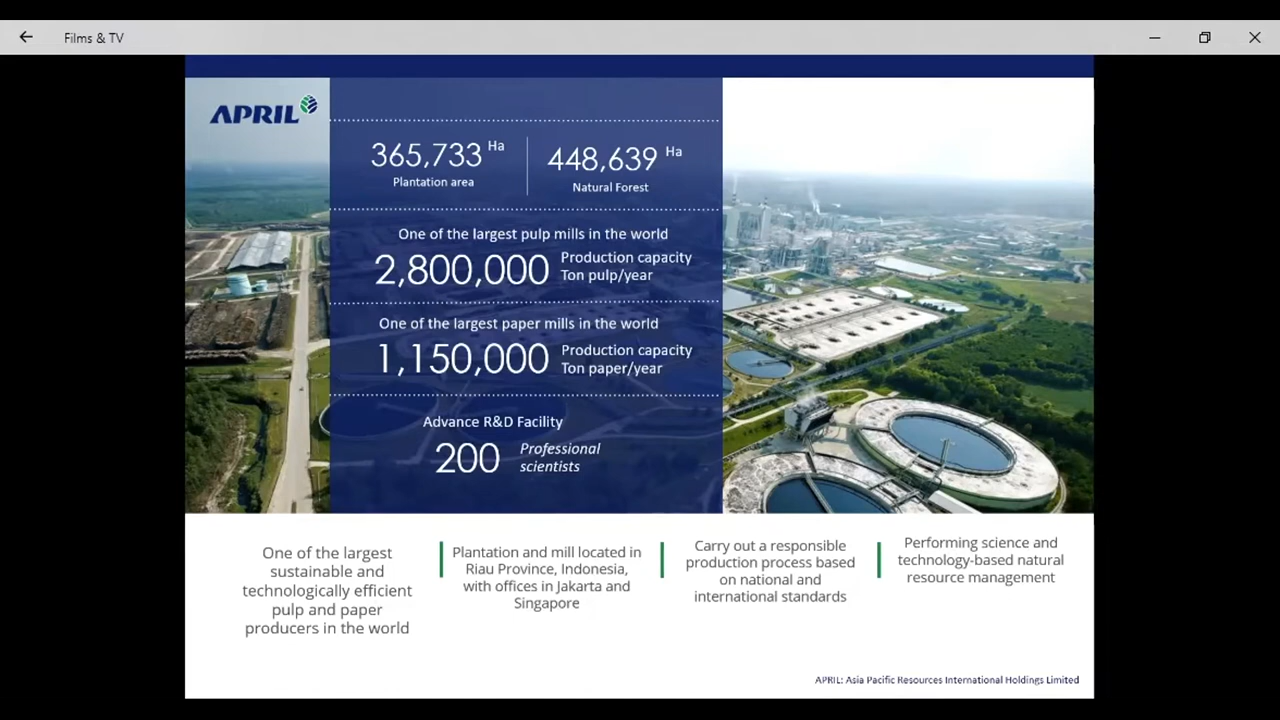 Films & TV
APRIL
365,733 Ha
Plantation area
448,639 Ha
Natural Forest
One of the largest pulp mills in the world
2,800,000
Production capacity
Ton pulp/year
One of the largest paper mills in the world
1,150,000
Production capacity
Ton paper/year
Advance R&D Facility
200
Professional
scientists
One of the largest
sustainable and
technologically efficient
pulp and paper
producers in the world
Plantation and mill located in
Riau Province, Indonesia,
with offices in Jakarta and
Singapore
Carry out a responsible
production process based
on national and
international standards
Performing science and
technology-based natural
resource management
APRIL: Asia Pacific Resources International Holdings Limited